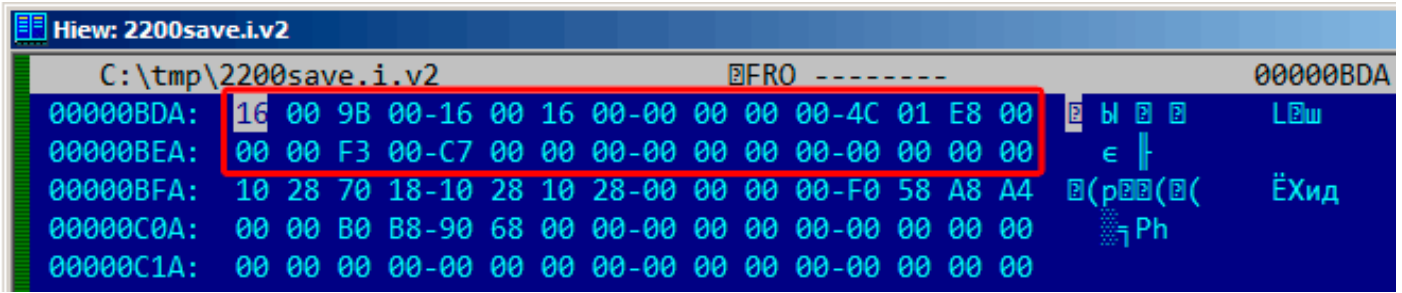 Hiew: 2200save.i.v2
C:\tmp\2200save.i.v2 FRO -------- 00000BDA
00000BDA: 16 00 9B 00-16 00 16 00-00 00 00 00-4C 01 E8 00 Ы L ш
00000BEA: 00 00 F3 00-C7 00 00 00-00 00 00 00-00 00 00 00 є ╟
00000BFA: 10 28 70 18-10 28 10 28-00 00 00 00-F0 58 A8 A4 (p ( ( ЁXид
00000C0A: 00 00 B0 B8-90 68 00 00-00 00 00 00-00 00 00 00 ░╕Рh
00000C1A: 00 00 00 00-00 00 00 00-00 00 00 00-00 00 00 00